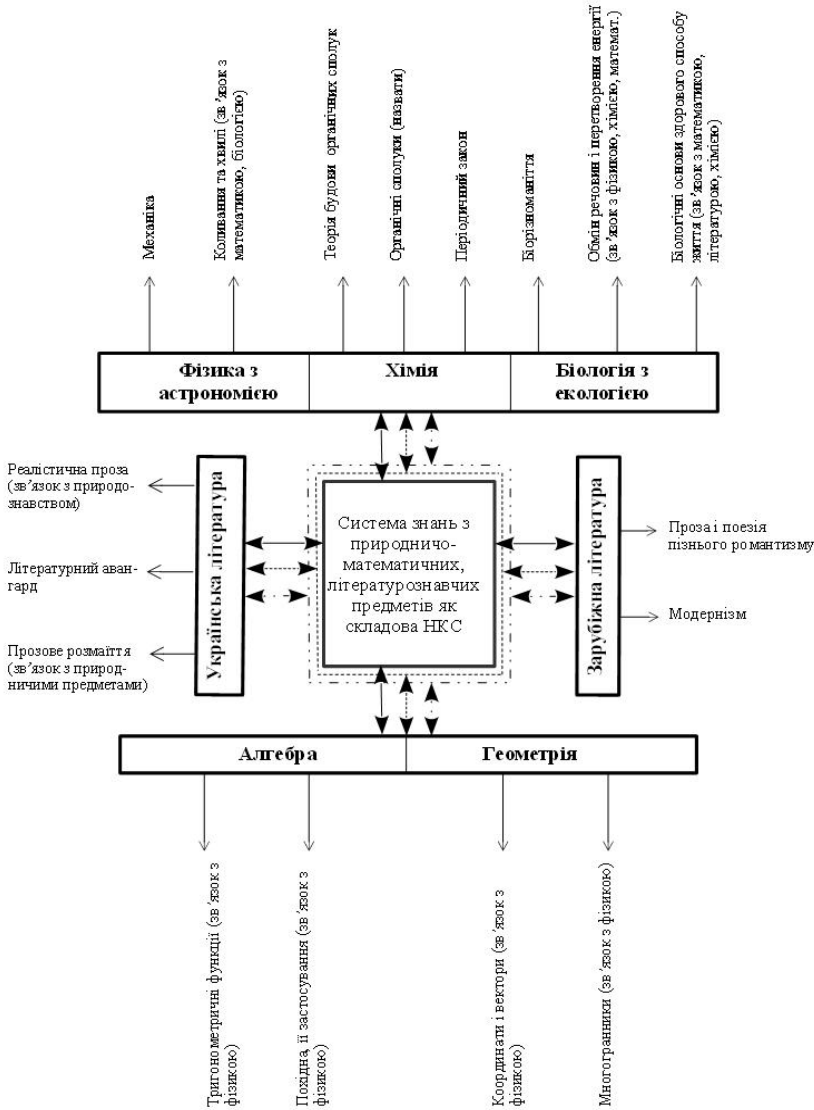 Механіка
Коливання та хвилі (зв’язок з
математикою, біологією)
Теорія будови органічних сполук
Органічні сполуки (назвати)
Періодичний закон
Біорізноманіття
Обмін речовин і перетворення енергії
(зв’язок з фізикою, хімією, математ.)
Біологічні основи здорового способу
життя (зв’язок з математикою,
літературою, хімією)
Фізика з
астрономією
Хімія
Біологія з
екологією
Реалістична проза
(зв’язок з природо-
знавством)
Літературний аван-
гард
Прозове розмаїття
(зв’язок з природ-
ничими предметами)
Українська література
Система знань з
природничо-
математичних,
літературознавчих
предметів як
складова НКС
Зарубіжна література
Проза і поезія
пізнього романтизму
Модернізм
Алгебра
Геометрія
Тригонометричні функції (зв’язок з
фізикою)
Похідна, її застосування (зв’язок з
фізикою)
Координати і вектори (зв’язок з
фізикою)
Многогранники (зв’язок з фізикою)